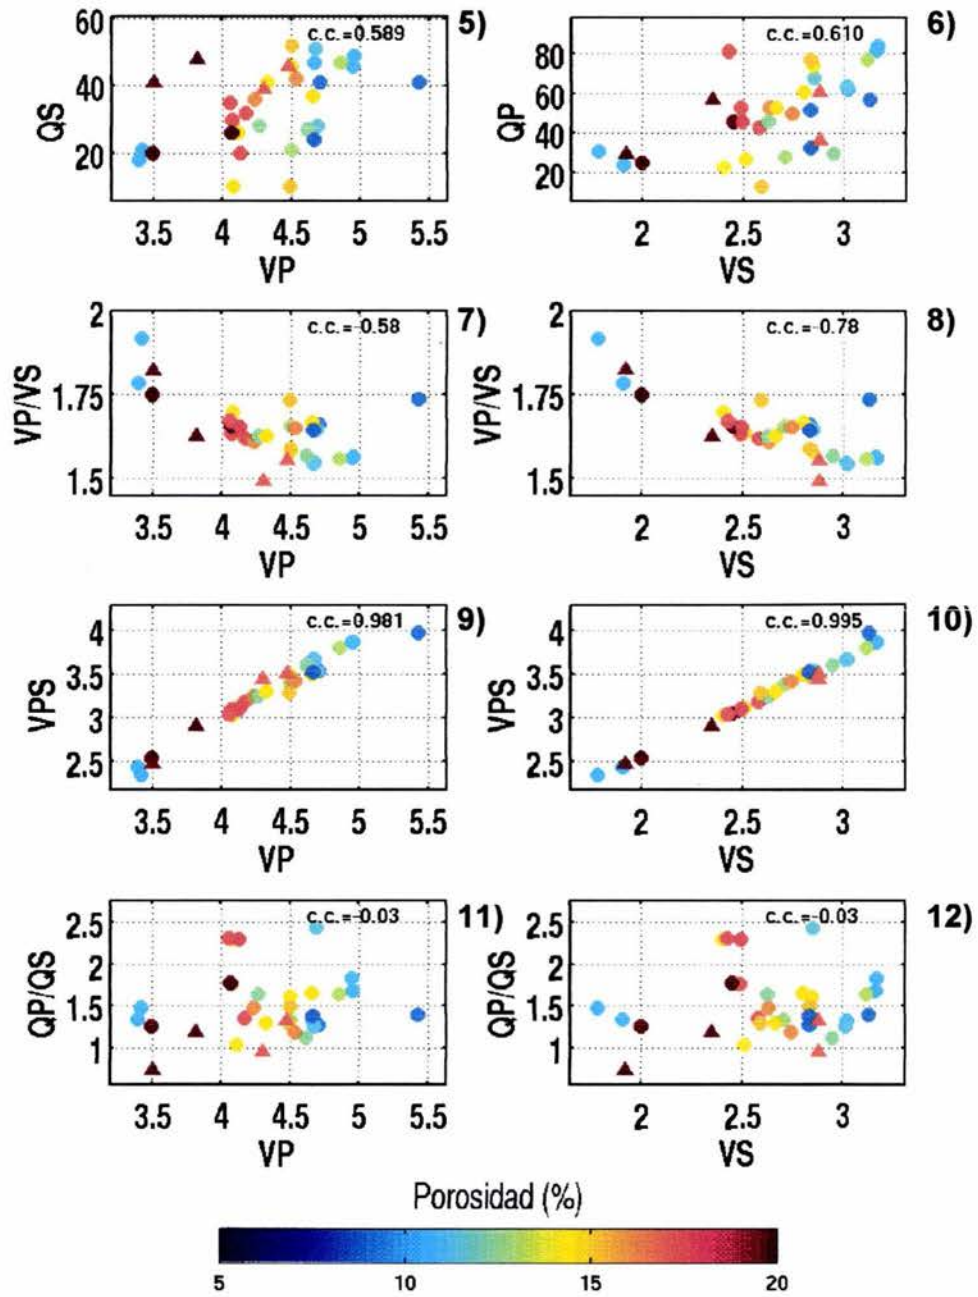 60
40
20
QS
c.c.=0.589
5)
3.5 4 4.5 5 5.5
VP
80
60
40
20
QP
c.c.=0.610
6)
2 2.5 3
VS
2
1.75
1.5
VP/VS
c.c.=-0.58
7)
3.5 4 4.5 5 5.5
VP
2
1.75
1.5
VP/VS
c.c.=-0.78
8)
2 2.5 3
VS
4
3.5
3
2.5
VPS
c.c.=0.981
9)
3.5 4 4.5 5 5.5
VP
4
3.5
3
2.5
VPS
c.c.=0.995
10)
2 2.5 3
VS
2.5
2
1.5
1
QP/QS
c.c.=-0.03
11)
3.5 4 4.5 5 5.5
VP
2.5
2
1.5
1
QP/QS
c.c.=-0.03
12)
2 2.5 3
VS
Porosidad (%)
5 10 15 20